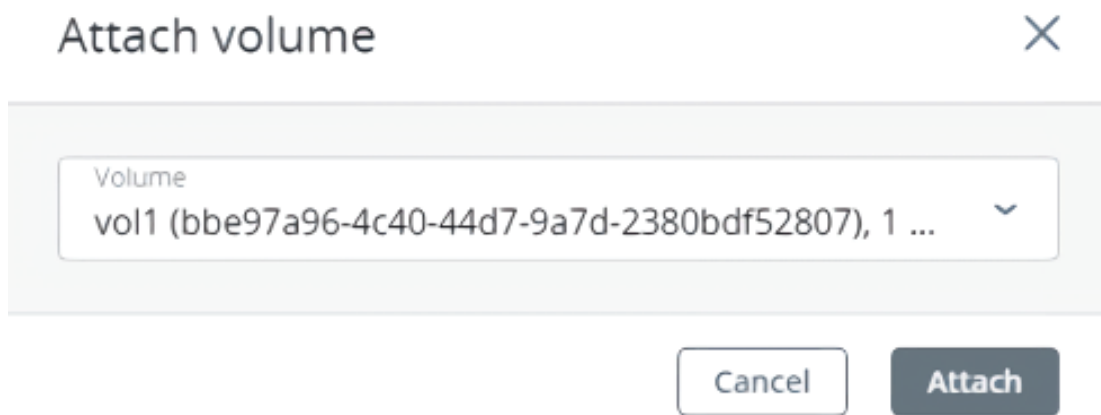 Attach volume
Volume
vol1 (bbe97a96-4c40-44d7-9a7d-2380bdf52807), 1 ...
Cancel
Attach